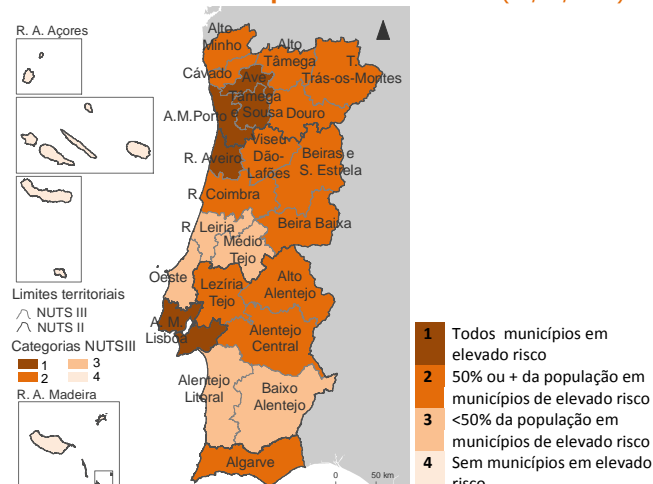 R. A. Açores
Limites territoriais
NUTS III
NUTS II
Categorias NUTSIII
1 3
2 4
R. A. Madeira
Alto
Minho
Alto
Tâmega
T.
Trás-os-Montes
Cávado
Ave
Tâmega
e Sousa
A.M.Porto
Douro
Viseu
Dão-
Lafões
Beiras e
S. Estrela
R. Aveiro
R. Coimbra
Beira Baixa
R. Leiria
Médio
Tejo
Oeste
Lezíria
Tejo
Alto
Alentejo
A. M.
Lisboa
Alentejo
Central
Alentejo
Litoral
Baixo
Alentejo
Algarve
0 50 km
1 Todos municípios em
elevado risco
2 50% ou + da população em
municípios de elevado risco
3 <50% da população em
municípios de elevado risco
4 Sem municípios em elevado
risco